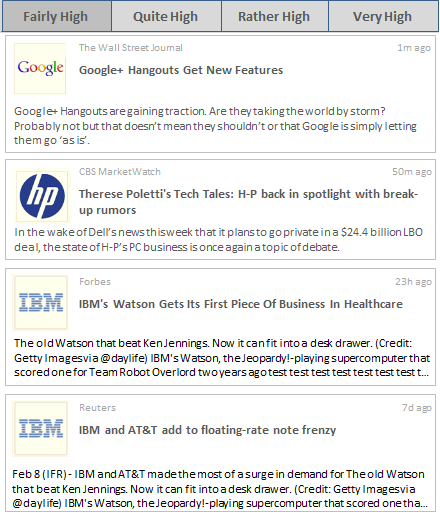 Fairly High Quite High Rather High Very High
The Wall Street Journal 1m ago
Google
Google+ Hangouts Get New Features
Google+ Hangouts are gaining traction. Are they taking the world by storm?
Probably not but that doesn't mean they shouldn't or that Google is simply letting
them go 'as is'.
CBS MarketWatch 50m ago
hp
Therese Poletti's Tech Tales: H-P back in spotlight with break-
up rumors
In the wake of Dell's news this week that it plans to go private in a $24.4 billion LBO
deal, the state of H-P's PC business is once again a topic of debate.
Forbes 23h ago
IBM
IBM's Watson Gets Its First Piece Of Business In Healthcare
The old Watson that beat Ken Jennings. Now it can fit into a desk drawer. (Credit:
Getty Images via @daylife) IBM's Watson, the Jeopardy!-playing supercomputer that
scored one for Team Robot Overlord two years ago test test test test test test test t...
Reuters 7d ago
IBM
IBM and AT&T add to floating-rate note frenzy
Feb 8 (IFR) - IBM and AT&T made the most of a surge in demand for The old Watson
that beat Ken Jennings. Now it can fit into a desk drawer. (Credit: Getty Images via
@daylife) IBM's Watson, the Jeopardy!-playing supercomputer that scored one tha...